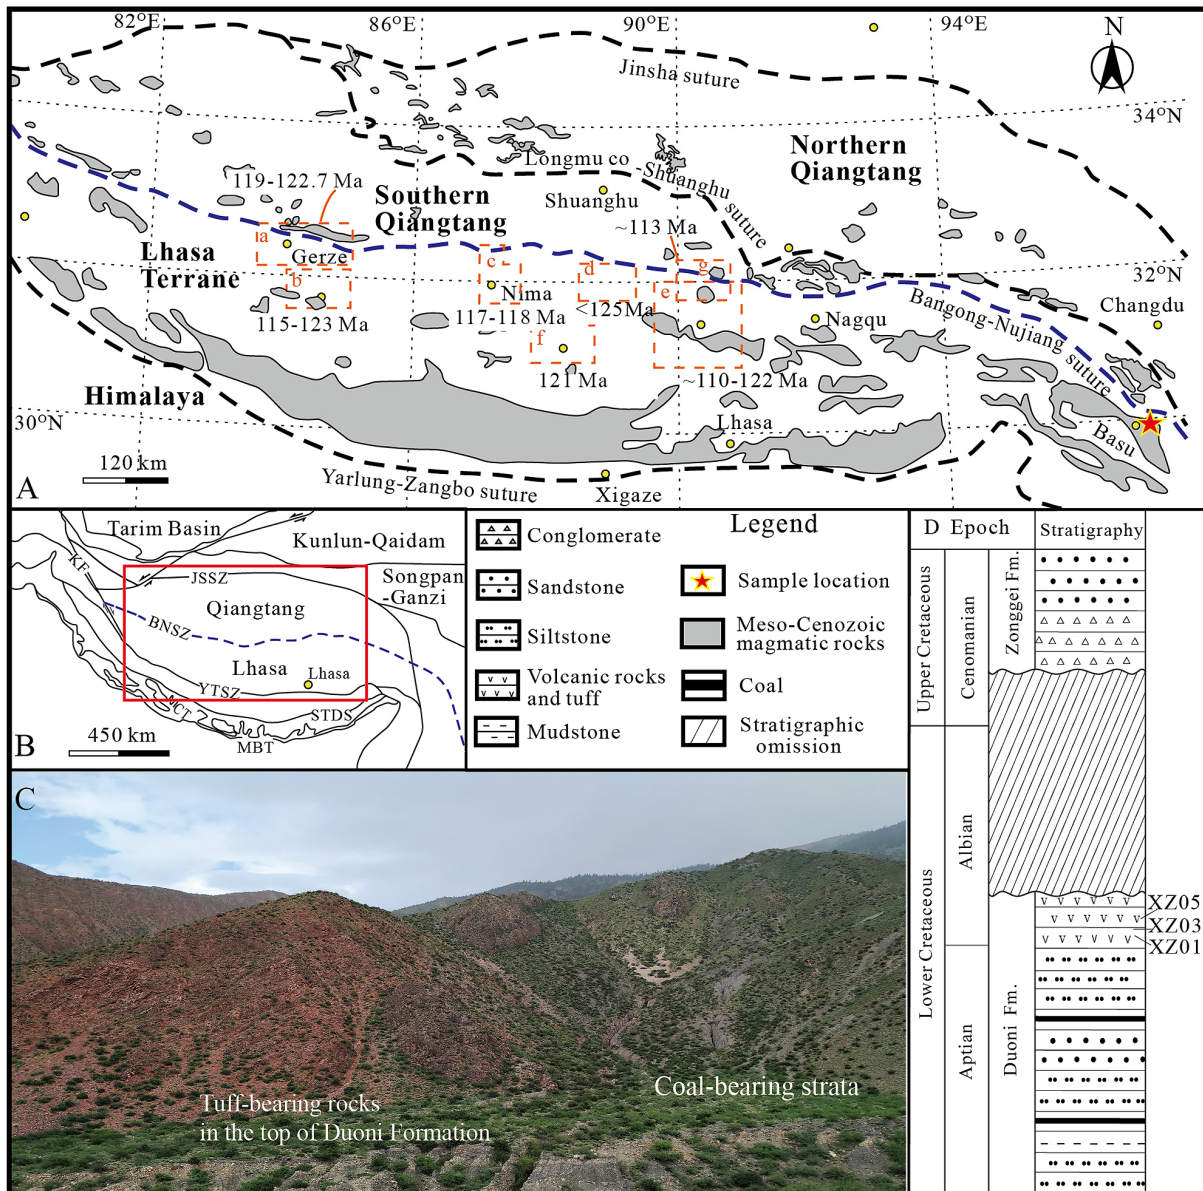 82°E
86°E
90°E
94°E
N
Jinsha suture
34°N
Northern
Qiangtang
Longmu co
-Shuanghu suture
Shuanghu
119-122.7 Ma
Southern
Qiangtang
~113 Ma
Lhasa
Terrane
a
Gerze
b
c
Nima
d
g
e
32°N
Bangong-Nujiang suture
Changdu
115-123 Ma
117-118 Ma
<125Ma
Nagqu
f
121 Ma
~110-122 Ma
Himalaya
30°N
Lhasa
Basu
120 km
A
Yarlung-Zangbo suture
Xigaze
Tarim Basin
Kunlun-Qaidam
KF
JSSZ
Songpan
-Ganzi
Qiangtang
BNSZ
Lhasa
Lhasa
YTSZ
MCT
STDS
MBT
B
450 km
Legend
Conglomerate
Sandstone
Siltstone
Volcanic rocks
and tuff
Mudstone
Sample location
Meso-Cenozoic
magmatic rocks
Coal
Stratigraphic
omission
D Epoch
Stratigraphy
Upper Cretaceous
Cenomanian
Zonggei Fm.
Lower Cretaceous
Albian
Aptian
Duoni Fm.
XZ05
XZ03
XZ01
C
Tuff-bearing rocks
in the top of Duoni Formation
Coal-bearing strata